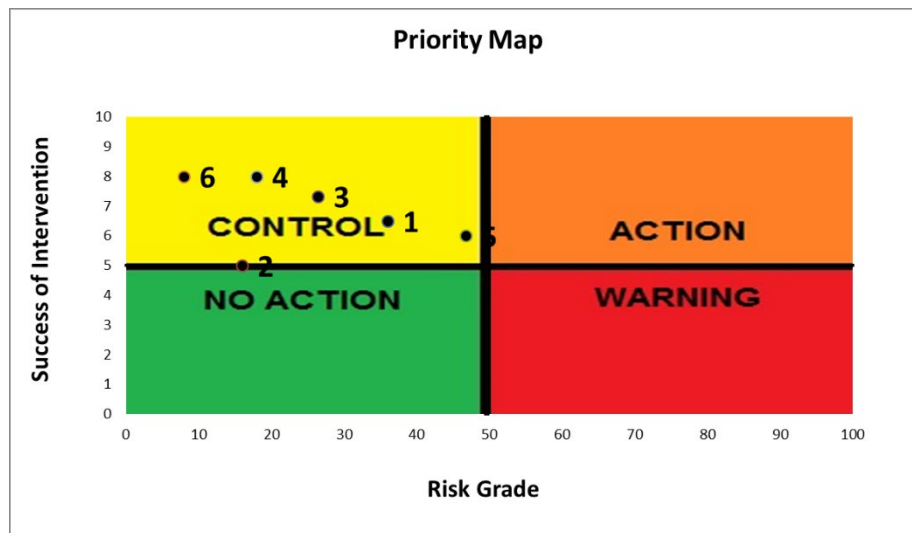 Priority Map
Success of Intervention
10
9
8
7
6
5
4
3
2
1
0
6
4
3
1
5
2
CONTROL
ACTION
NO ACTION
WARNING
0 10 20 30 40 50 60 70 80 90 100
Risk Grade